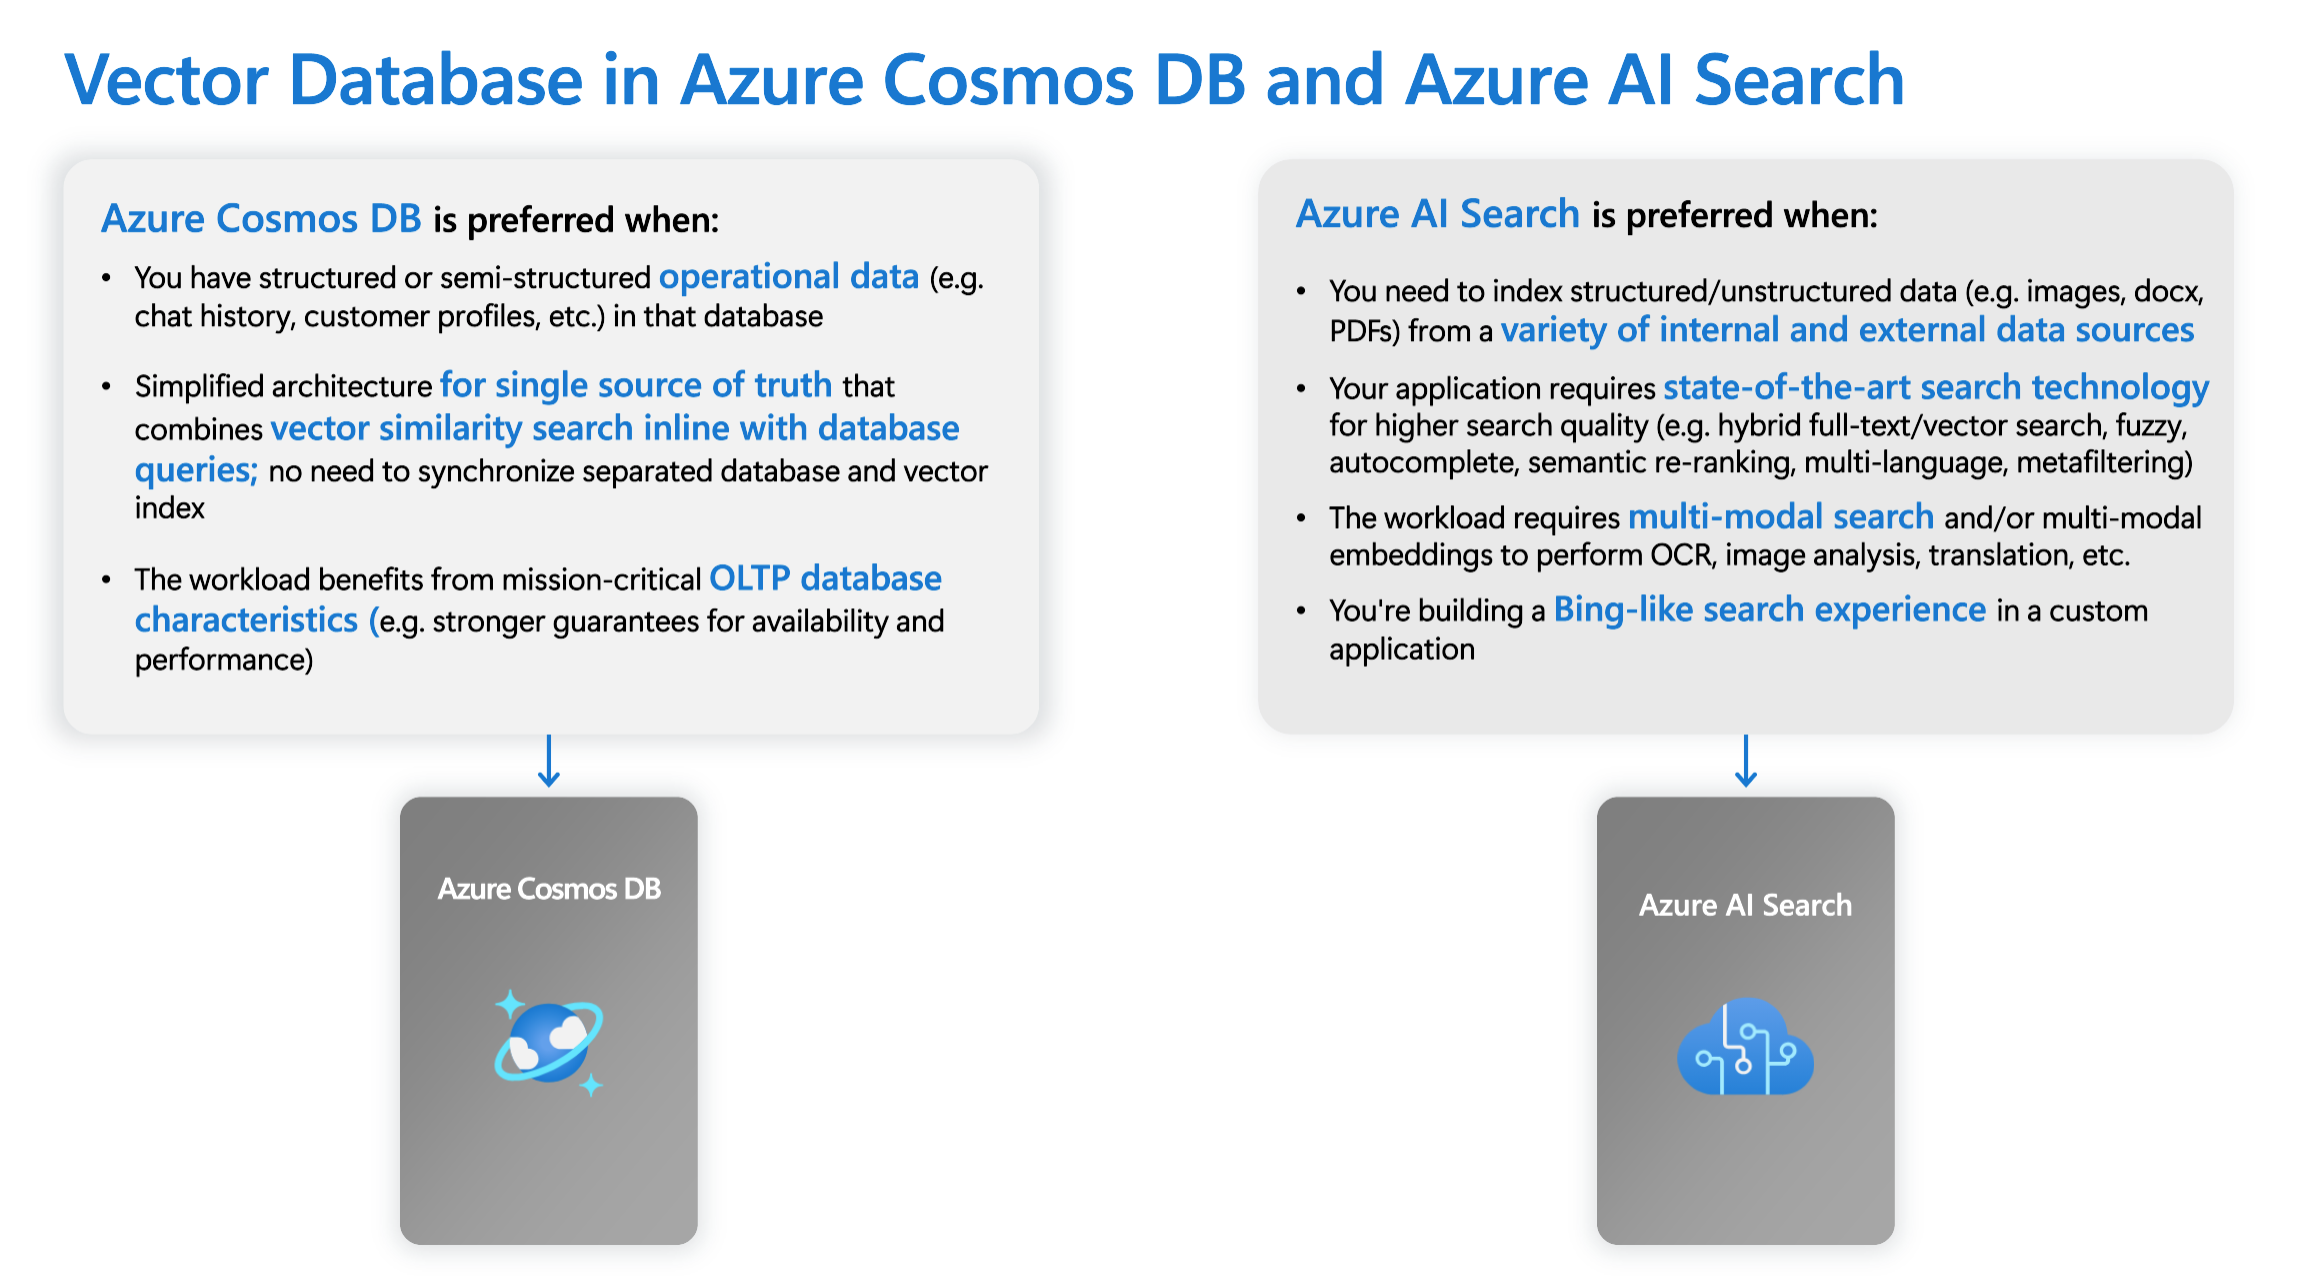 Vector Database in Azure Cosmos DB and Azure AI Search
Azure Cosmos DB is preferred when:
• You have structured or semi-structured operational data (e.g.
chat history, customer profiles, etc.) in that database
• Simplified architecture for single source of truth that
combines vector similarity search inline with database
queries; no need to synchronize separated database and vector
index
• The workload benefits from mission-critical OLTP database
characteristics (e.g. stronger guarantees for availability and
performance)
Azure Cosmos DB
Azure AI Search is preferred when:
• You need to index structured/unstructured data (e.g. images, docx,
PDFs) from a variety of internal and external data sources
• Your application requires state-of-the-art search technology
for higher search quality (e.g. hybrid full-text/vector search, fuzzy,
autocomplete, semantic re-ranking, multi-language, metafiltering)
• The workload requires multi-modal search and/or multi-modal
embeddings to perform OCR, image analysis, translation, etc.
• You're building a Bing-like search experience in a custom
application
Azure AI Search